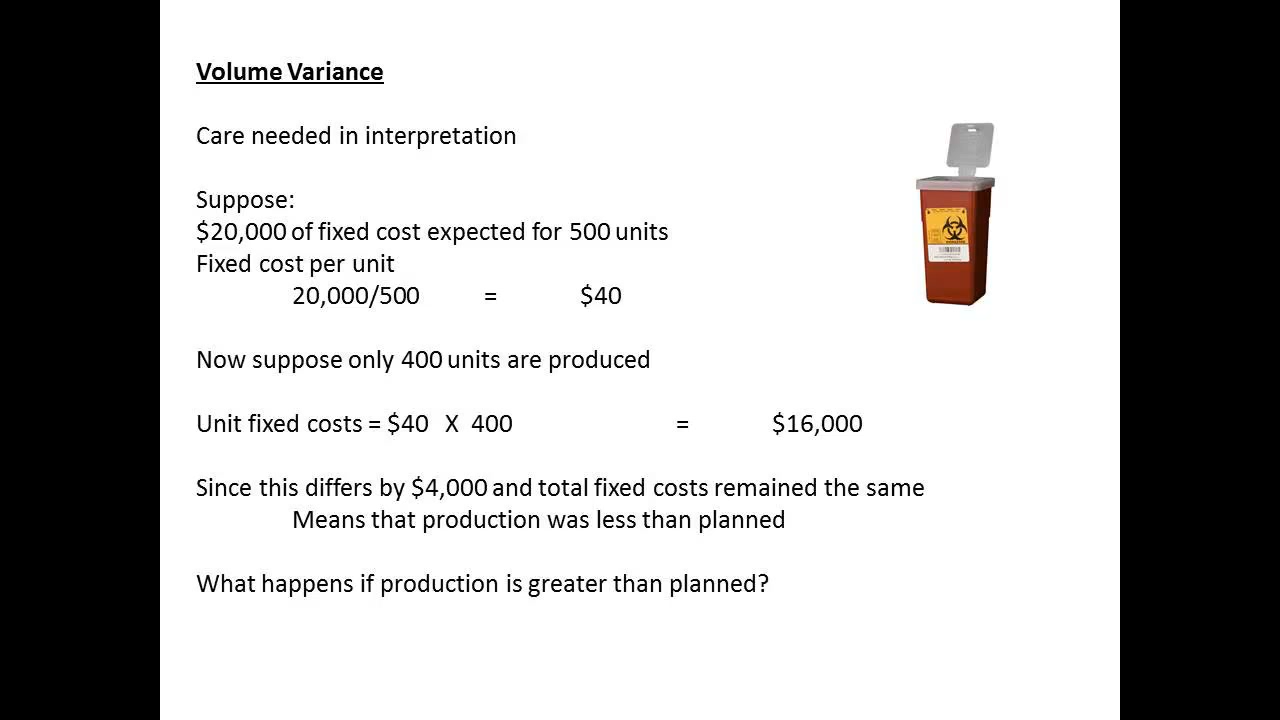 Volume Variance
Care needed in interpretation
Suppose:
$20,000 of fixed cost expected for 500 units
Fixed cost per unit
20,000/500 = $40
Now suppose only 400 units are produced
Unit fixed costs = $40 X 400 = $16,000
Since this differs by $4,000 and total fixed costs remained the same
Means that production was less than planned
What happens if production is greater than planned?